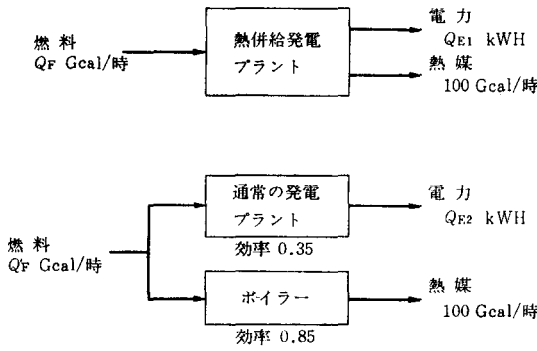 燃料
QF Gcal/時
熱併給発電
プラント
電力
QE1 kWH
熱媒
100 Gcal/時
燃料
Q'F Gcal/時
通常の発電
プラント
効率 0.35
電力
QE2 kWH
ボイラー
効率 0.85
熱媒
100 Gcal/時